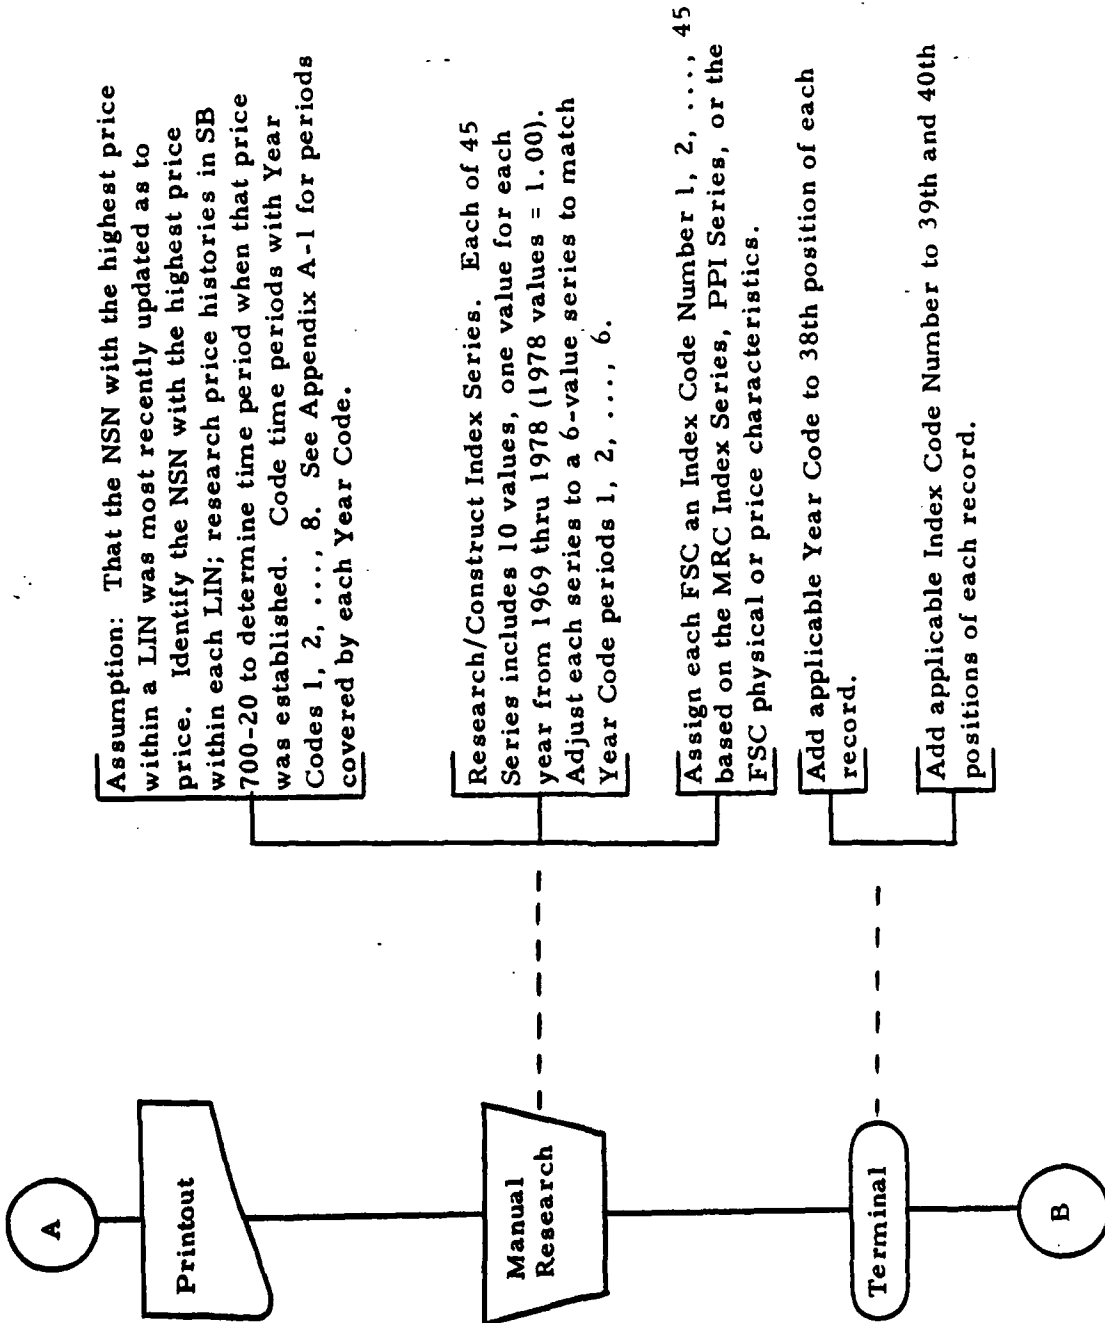 A
Printout
Manual
Research
Terminal
B
Assumption: That the NSN with the highest price
within a LIN was most recently updated as to
price. Identify the NSN with the highest price
within each LIN; research price histories in SB
700-20 to determine time period when that price
was established. Code time periods with Year
Codes 1, 2, ..., 8. See Appendix A-1 for periods
covered by each Year Code.
Research/Construct Index Series. Each of 45
Series includes 10 values, one value for each
year from 1969 thru 1978 (1978 values = 1.00).
Adjust each series to a 6-value series to match
Year Code periods 1, 2, ..., 6.
Assign each FSC an Index Code Number 1, 2, ..., 45
based on the MRC Index Series, PPI Series, or the
FSC physical or price characteristics.
Add applicable Year Code to 38th position of each
record.
Add applicable Index Code Number to 39th and 40th
positions of each record.